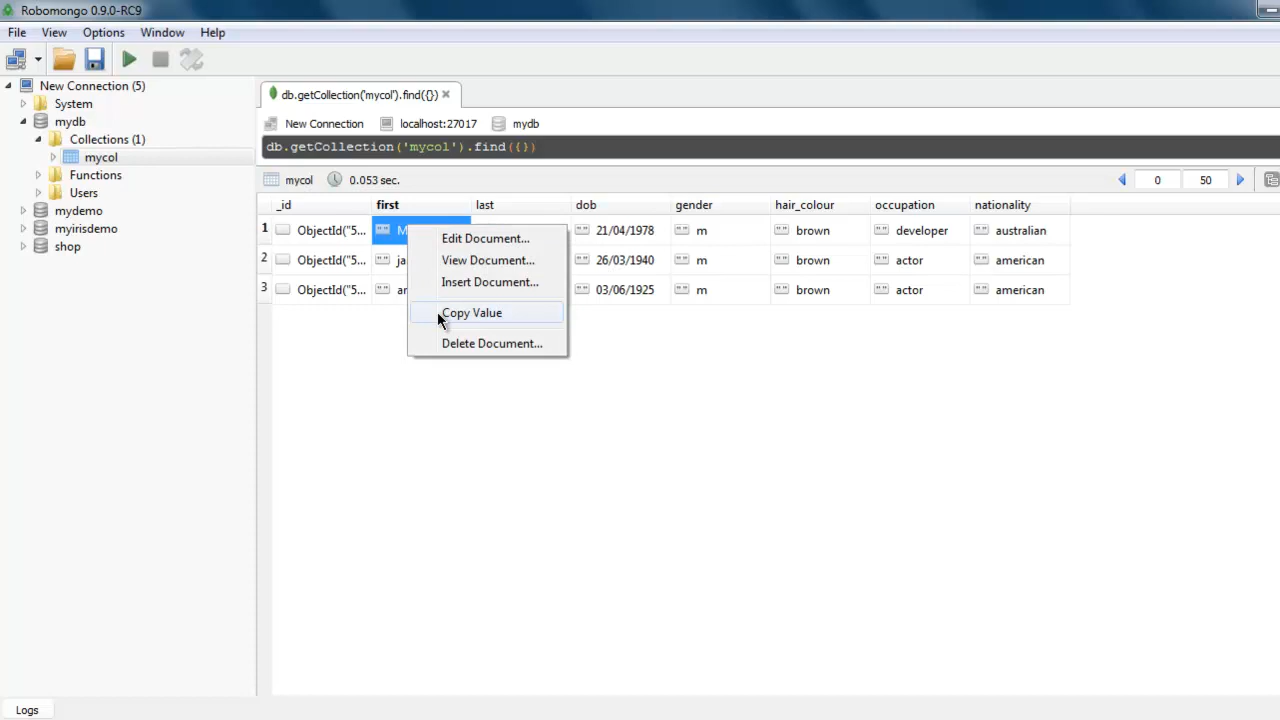 Robomongo 0.9.0-RC9
File View Options Window Help
New Connection (5)
System
mydb
Collections (1)
mycol
Functions
Users
mydemo
myirisdemo
shop
db.getCollection('mycol').find({})
New Connection localhost:27017 mydb
db.getCollection('mycol').find({})
mycol 0.053 sec. 0 50
_id first last dob gender hair_colour occupation nationality
1 ObjectId("5... M 21/04/1978 m brown developer australian
2 ObjectId("5... ja 26/03/1940 m brown actor american
3 ObjectId("5... ar 03/06/1925 m brown actor american
Edit Document...
View Document...
Insert Document...
Copy Value
Delete Document...
Logs